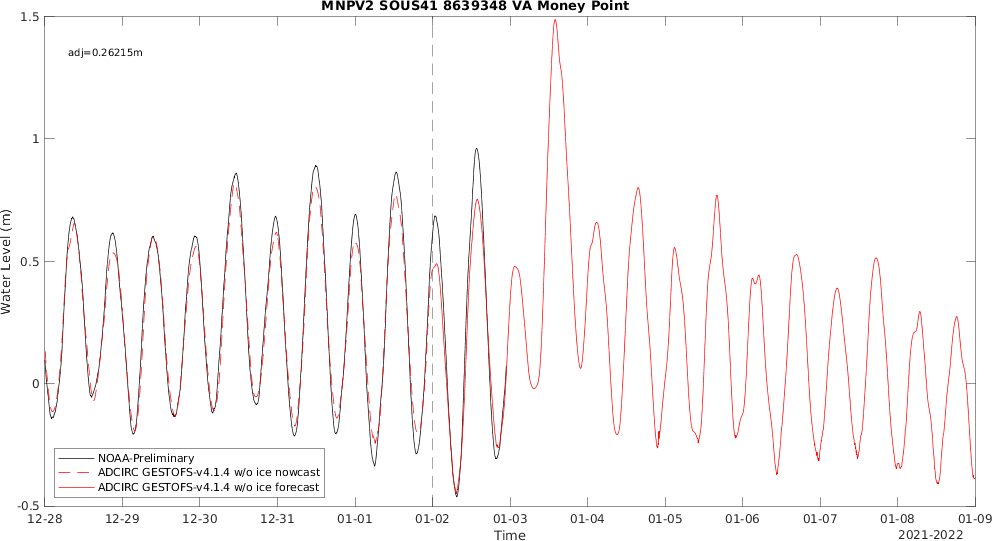 MNPV2 SOUS41 8639348 VA Money Point
adj=0.26215m
1.5
1
0.5
0
-0.5
Water Level (m)
NOAA-Preliminary
ADCIRC GESTOFS-v4.1.4 w/o ice nowcast
ADCIRC GESTOFS-v4.1.4 w/o ice forecast
12-28 12-29 12-30 12-31 01-01 01-02 01-03 01-04 01-05 01-06 01-07 01-08 01-09
Time
2021-2022